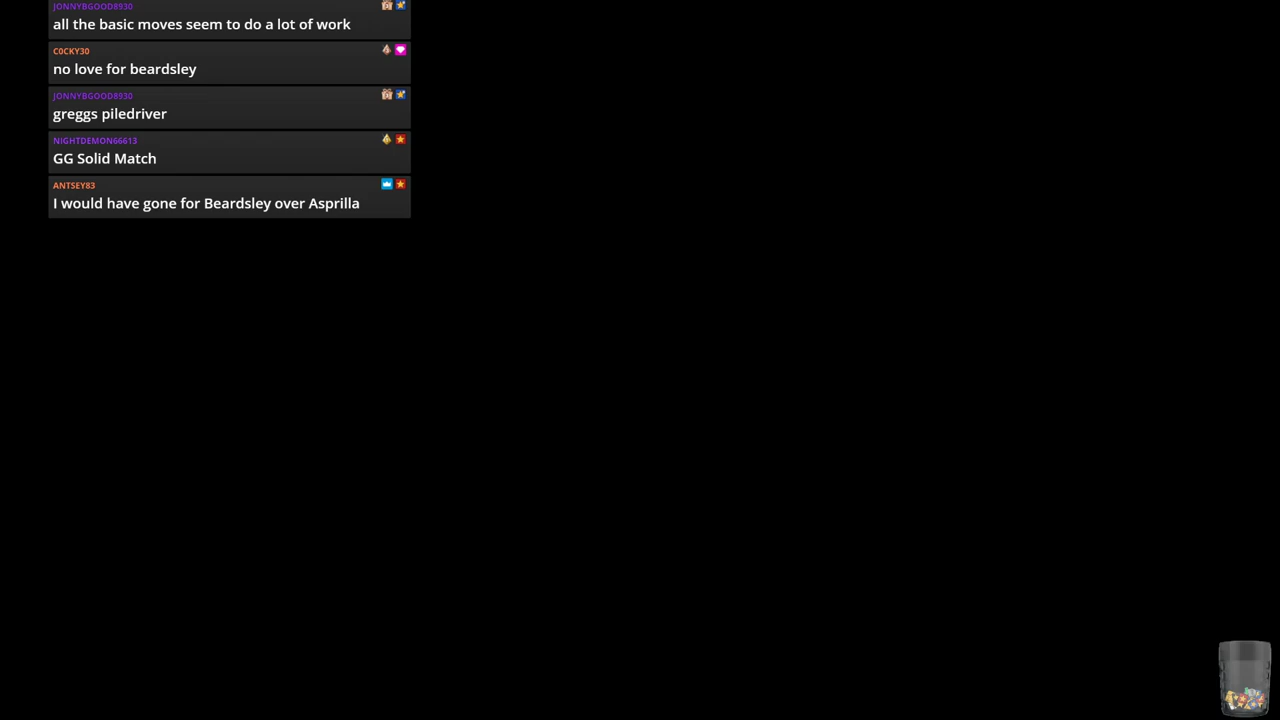 JONNYBGOOD8930
all the basic moves seem to do a lot of work
C0CKY30
no love for beardsley
JONNYBGOOD8930
greggs piledriver
NIGHTDEMON66613
GG Solid Match
ANTSEY83
I would have gone for Beardsley over Asprilla